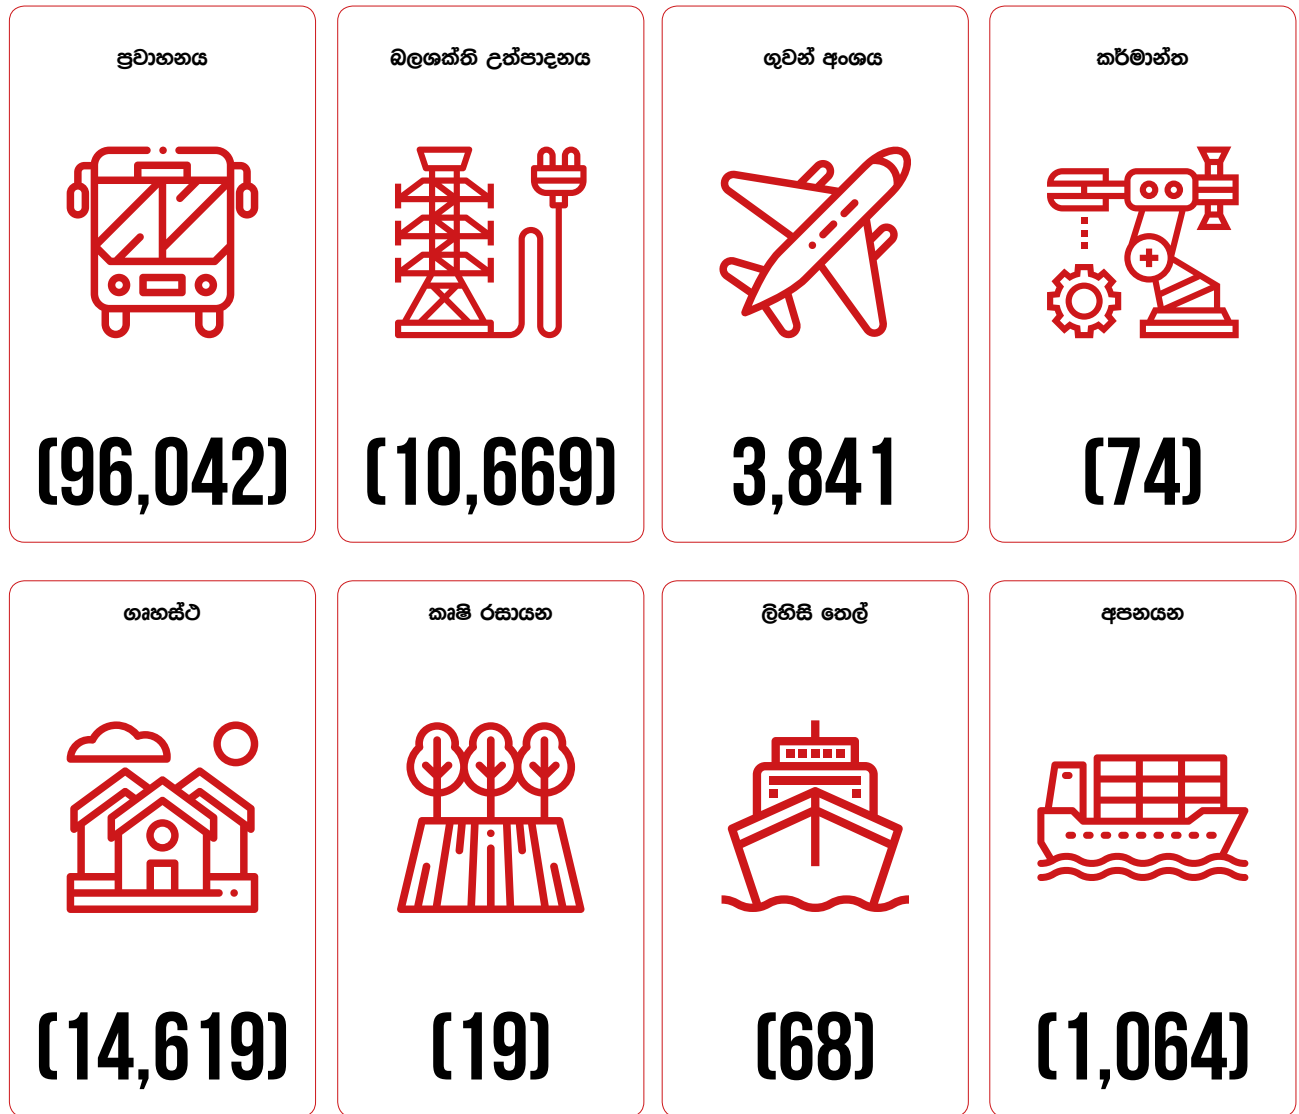 ප්‍රවාහනය
බලශක්ති උත්පාදනය
ගුවන් අංශය
කර්මාන්ත
(96,042)
(10,669)
3,841
(74)
ගෘහස්ථ
කෘෂි රසායන
ලිහිසි තෙල්
අපනයන
(14,619)
(19)
(68)
(1,064)